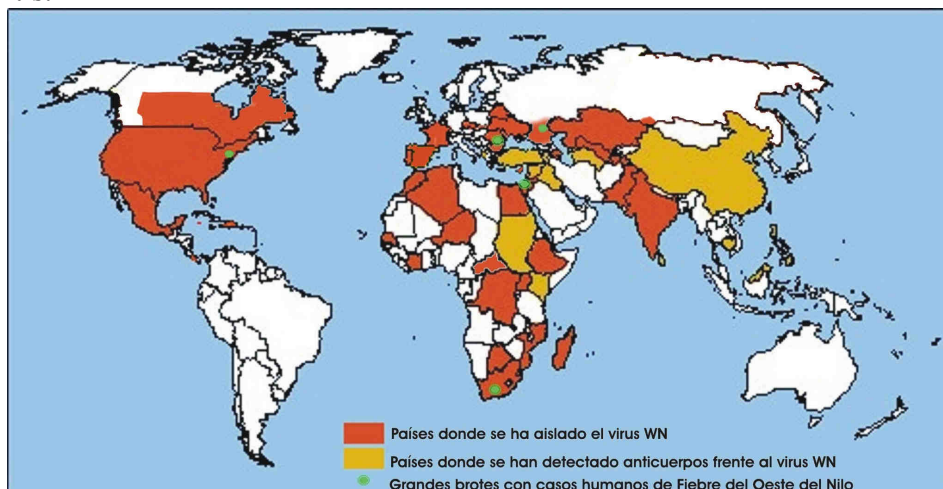 Países donde se ha aislado el virus WN
Países donde se han detectado anticuerpos frente al virus WN
Grandes brotes con casos humanos de Fiebre del Oeste del Nilo